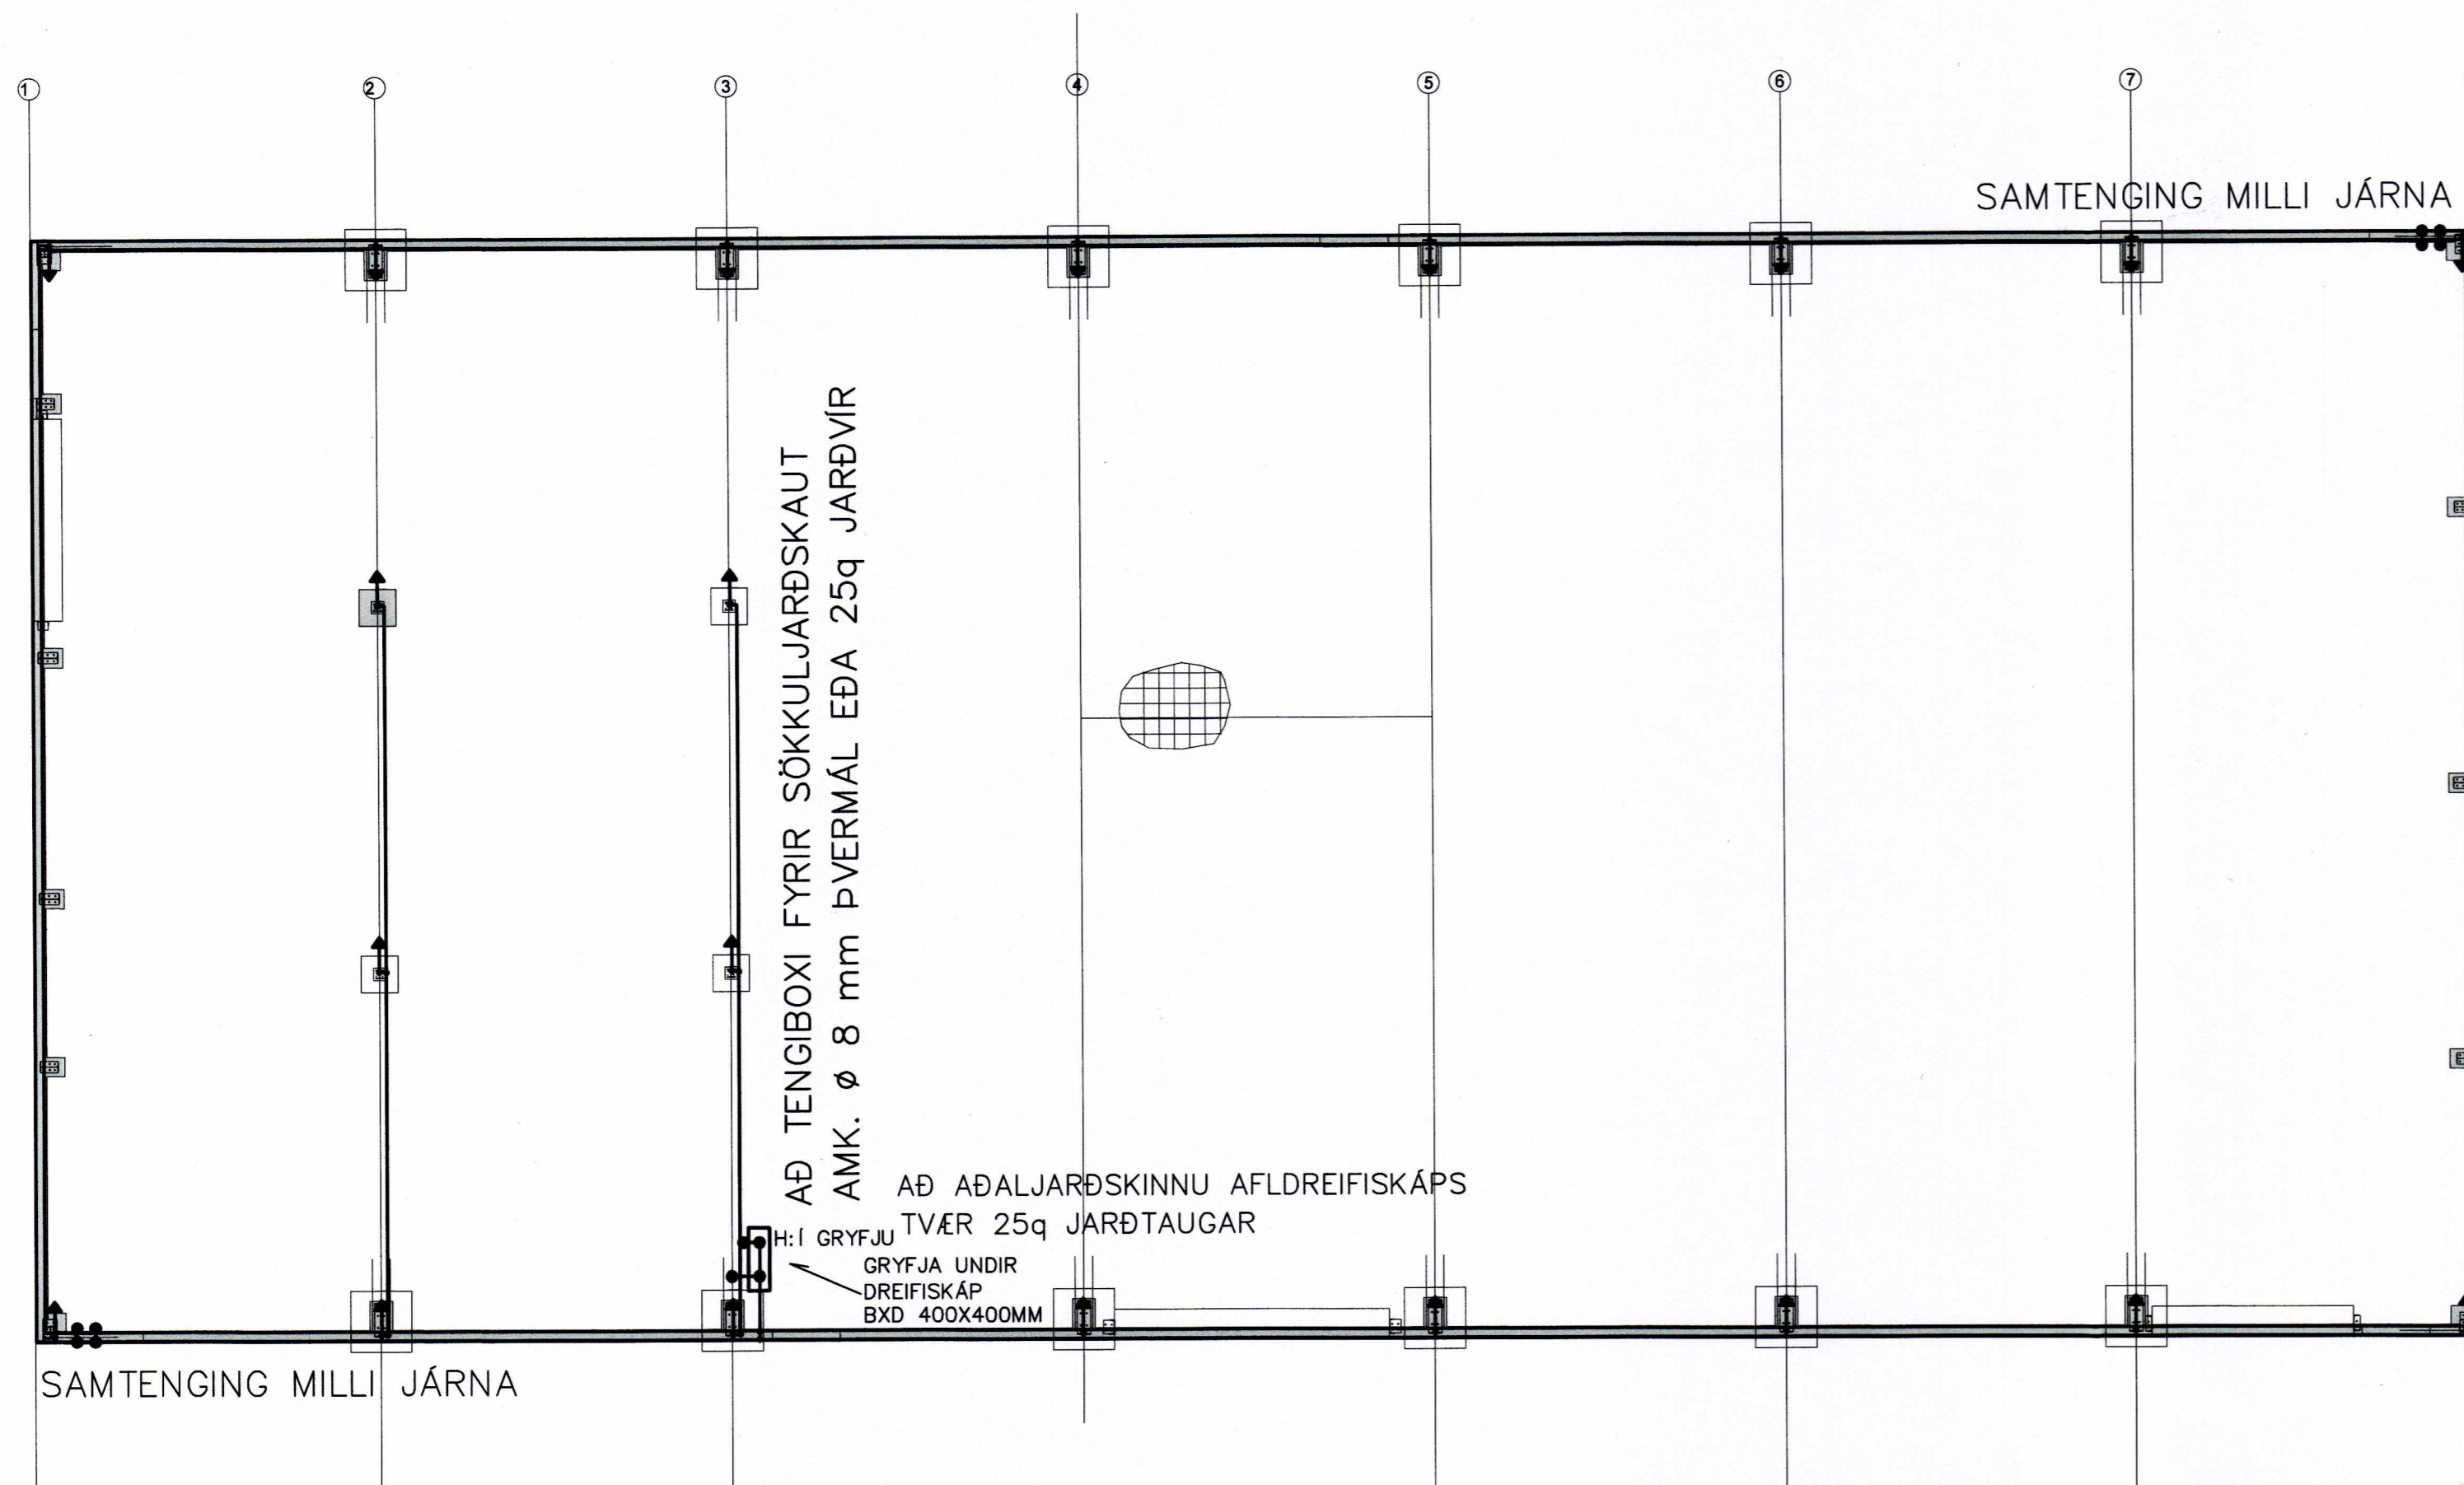 1
2
3
4
5
6
7
SAMTENGING MILLI JÁRNA
AÐ TENGIBOXI FYRIR SÖKKULJARÐSKAUT
AMK. ø 8 mm ÞVERMÁL EÐA 25q JARÐVÍR
AÐ AÐALJARÐSKINNU AFLDREIFISKÁPS
TVÆR 25q JARÐTAUGAR
H:Í GRYFJU
GRYFJA UNDIR
DREIFISKÁP
BXD 400X400MM
SAMTENGING MILLI JÁRNA